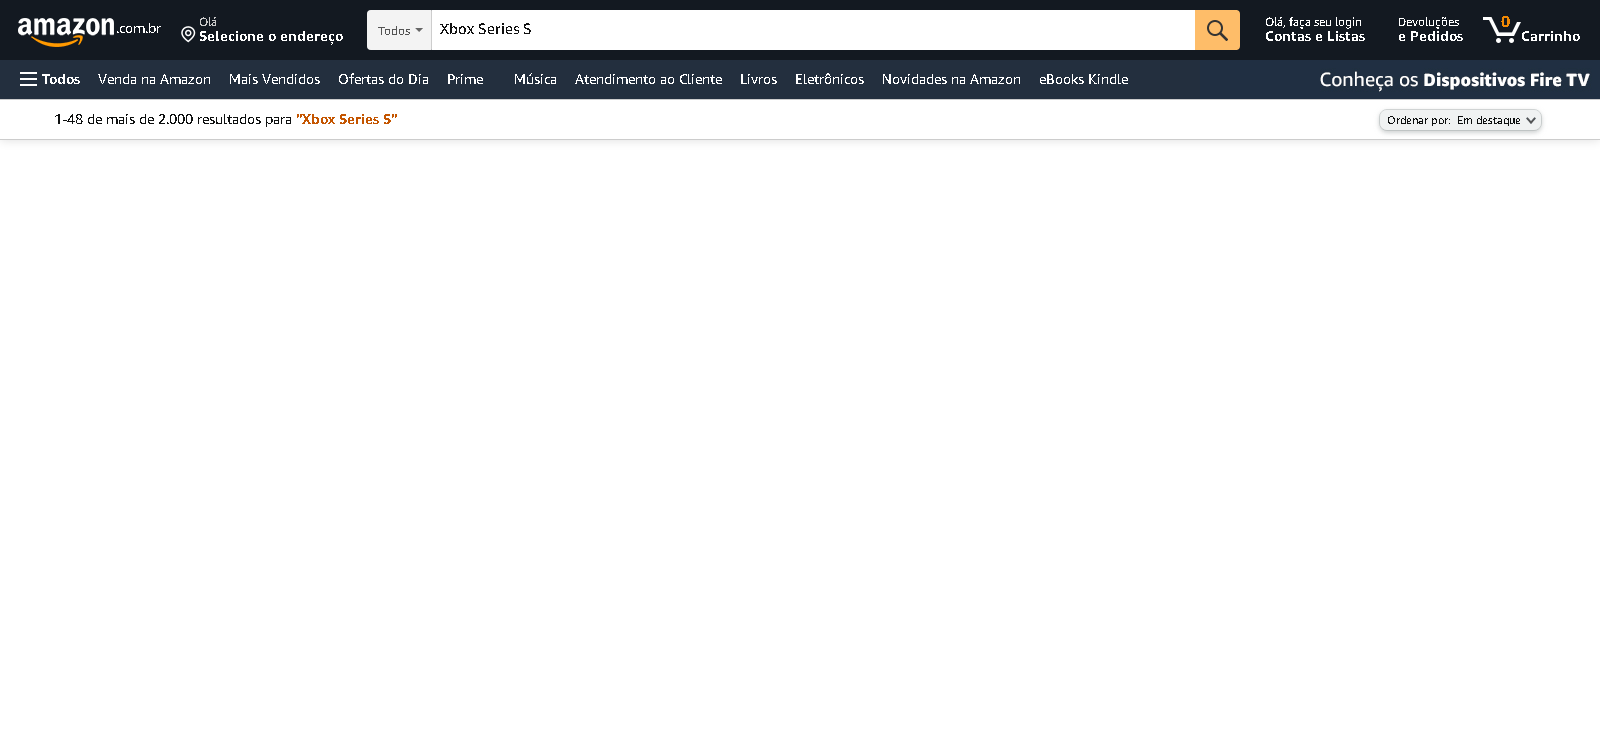 amazon.com.br
Olá
Selecione o endereço
Todos
Xbox Series S
Olá, faça seu login
Contas e Listas
Devoluções
e Pedidos
0
Carrinho
Todos
Venda na Amazon
Mais Vendidos
Ofertas do Dia
Prime
Música
Atendimento ao Cliente
Livros
Eletrônicos
Novidades na Amazon
eBooks Kindle
Conheça os Dispositivos Fire TV
1-48 de mais de 2.000 resultados para "Xbox Series S"
Ordenar por: Em destaque